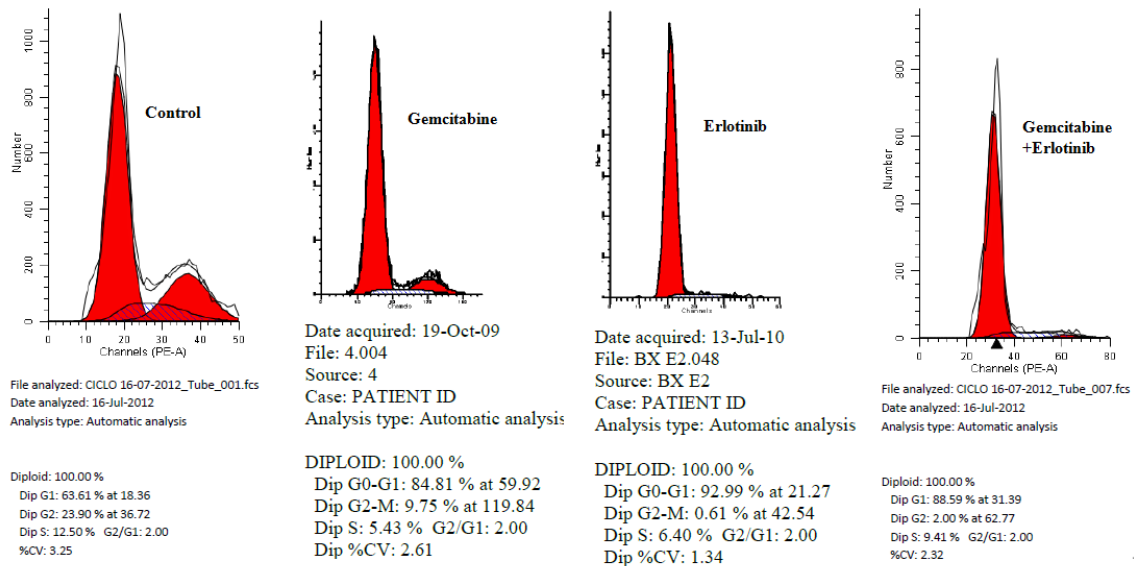 Control
Number
1000
800
600
400
200
0
0 10 20 30 40 50
Channels (PE-A)
File analyzed: CICLO 16-07-2012_Tube_001.fcs
Date analyzed: 16-Jul-2012
Analysis type: Automatic analysis
Diploid: 100.00 %
Dip G1: 63.61 % at 18.36
Dip G2: 23.90 % at 36.72
Dip S: 12.50 % G2/G1: 2.00
%CV: 3.25
Gemcitabine
Channels
Date acquired: 19-Oct-09
File: 4.004
Source: 4
Case: PATIENT ID
Analysis type: Automatic analysis
DIPLOID: 100.00 %
Dip G0-G1: 84.81 % at 59.92
Dip G2-M: 9.75 % at 119.84
Dip S: 5.43 % G2/G1: 2.00
Dip %CV: 2.61
Erlotinib
Channels
Date acquired: 13-Jul-10
File: BX E2.048
Source: BX E2
Case: PATIENT ID
Analysis type: Automatic analysis
DIPLOID: 100.00 %
Dip G0-G1: 92.99 % at 21.27
Dip G2-M: 0.61 % at 42.54
Dip S: 6.40 % G2/G1: 2.00
Dip %CV: 1.34
Gemcitabine
+Erlotinib
Number
800
600
400
200
0
0 20 40 60 80
Channels (PE-A)
File analyzed: CICLO 16-07-2012_Tube_007.fcs
Date analyzed: 16-Jul-2012
Analysis type: Automatic analysis
Diploid: 100.00 %
Dip G1: 88.59 % at 31.39
Dip G2: 2.00 % at 62.77
Dip S: 9.41 % G2/G1: 2.00
%CV: 2.32